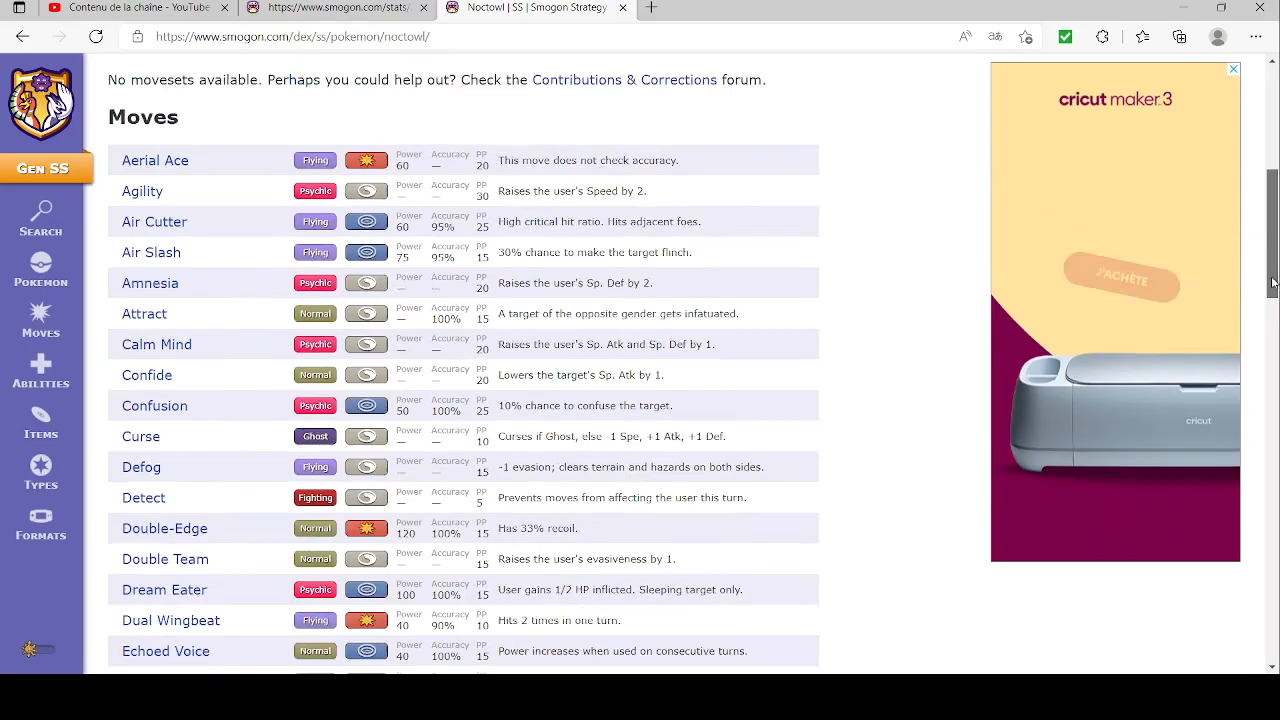 Contenu de la chaîne - YouTube
https://www.smogon.com/stats/
Noctowl | SS | Smogon Strategy
https://www.smogon.com/dex/ss/pokemon/noctowl/
No movesets available. Perhaps you could help out? Check the Contributions & Corrections forum.
Moves
Gen SS
Search
Pokemon
Moves
Abilities
Items
Types
Formats
Aerial Ace Flying Power 60 Accuracy — PP 20 This move does not check accuracy.
Agility Psychic Power — Accuracy — PP 30 Raises the user's Speed by 2.
Air Cutter Flying Power 60 Accuracy 95% PP 25 High critical hit ratio. Hits adjacent foes.
Air Slash Flying Power 75 Accuracy 95% PP 15 30% chance to make the target flinch.
Amnesia Psychic Power — Accuracy — PP 20 Raises the user's Sp. Def by 2.
Attract Normal Power — Accuracy 100% PP 15 A target of the opposite gender gets infatuated.
Calm Mind Psychic Power — Accuracy — PP 20 Raises the user's Sp. Atk and Sp. Def by 1.
Confide Normal Power — Accuracy — PP 20 Lowers the target's Sp. Atk by 1.
Confusion Psychic Power 50 Accuracy 100% PP 25 10% chance to confuse the target.
Curse Ghost Power — Accuracy — PP 10 Curses if Ghost, else -1 Spe, +1 Atk, +1 Def.
Defog Flying Power — Accuracy — PP 15 -1 evasion; clears terrain and hazards on both sides.
Detect Fighting Power — Accuracy — PP 5 Prevents moves from affecting the user this turn.
Double-Edge Normal Power 120 Accuracy 100% PP 15 Has 33% recoil.
Double Team Normal Power — Accuracy — PP 15 Raises the user's evasiveness by 1.
Dream Eater Psychic Power 100 Accuracy 100% PP 15 User gains 1/2 HP inflicted. Sleeping target only.
Dual Wingbeat Flying Power 40 Accuracy 90% PP 10 Hits 2 times in one turn.
Echoed Voice Normal Power 40 Accuracy 100% PP 15 Power increases when used on consecutive turns.
cricut maker.3
J'ACHÈTE
cricut